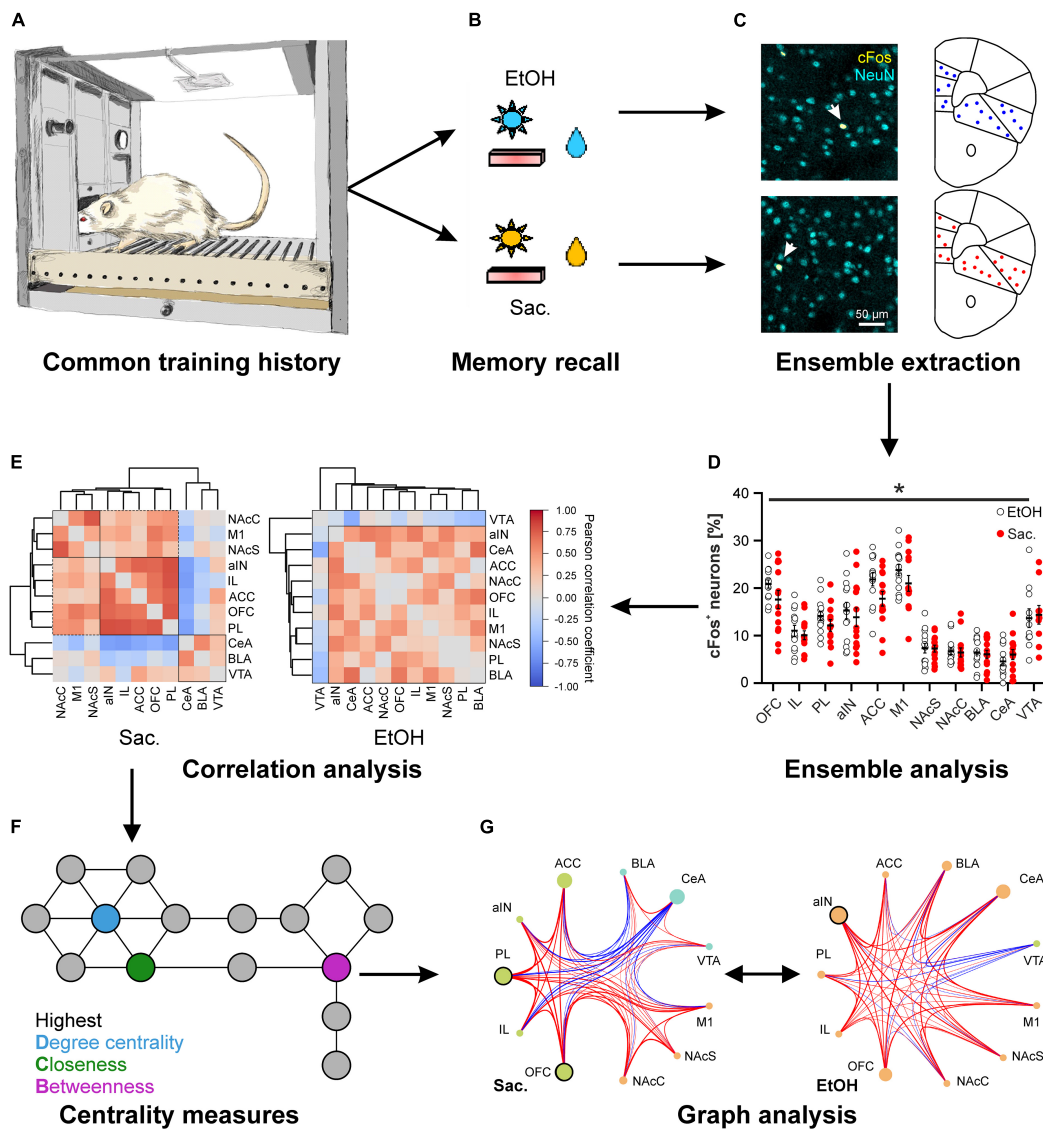 A
B
C
EtOH
Sac.
cFos
NeuN
50 µm
Common training history
Memory recall
Ensemble extraction
E
NAcC
M1
NAcS
aIN
IL
ACC
OFC
PL
CeA
BLA
VTA
NAcC
M1
NAcS
aIN
IL
ACC
OFC
PL
CeA
BLA
VTA
Sac.
VTA
aIN
CeA
ACC
NAcC
OFC
IL
M1
NAcS
PL
BLA
VTA
aIN
CeA
ACC
NAcC
OFC
IL
M1
NAcS
PL
BLA
EtOH
1.00
0.75
0.50
0.25
0.00
-0.25
-0.50
-0.75
-1.00
Pearson correlation coefficient
Correlation analysis
D
*
EtOH
Sac.
cFos⁺ neurons [%]
40
30
20
10
0
OFC
IL
PL
aIN
ACC
M1
NAcS
NAcC
BLA
CeA
VTA
Ensemble analysis
F
Highest
Degree centrality
Closeness
Betweenness
Centrality measures
G
ACC
BLA
CeA
aIN
PL
VTA
IL
M1
OFC
NAcC
NAcS
Sac.
ACC
BLA
CeA
aIN
PL
VTA
IL
M1
OFC
NAcC
NAcS
EtOH
Graph analysis